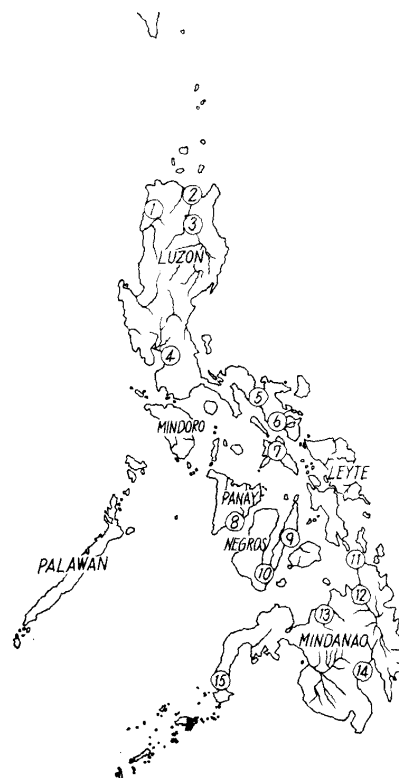 2
1
3
LUZON
4
5
6
MINDORO
7
LEYTE
PANAY
8
NEGROS
9
11
PALAWAN
10
12
13
MINDANAO
14
15